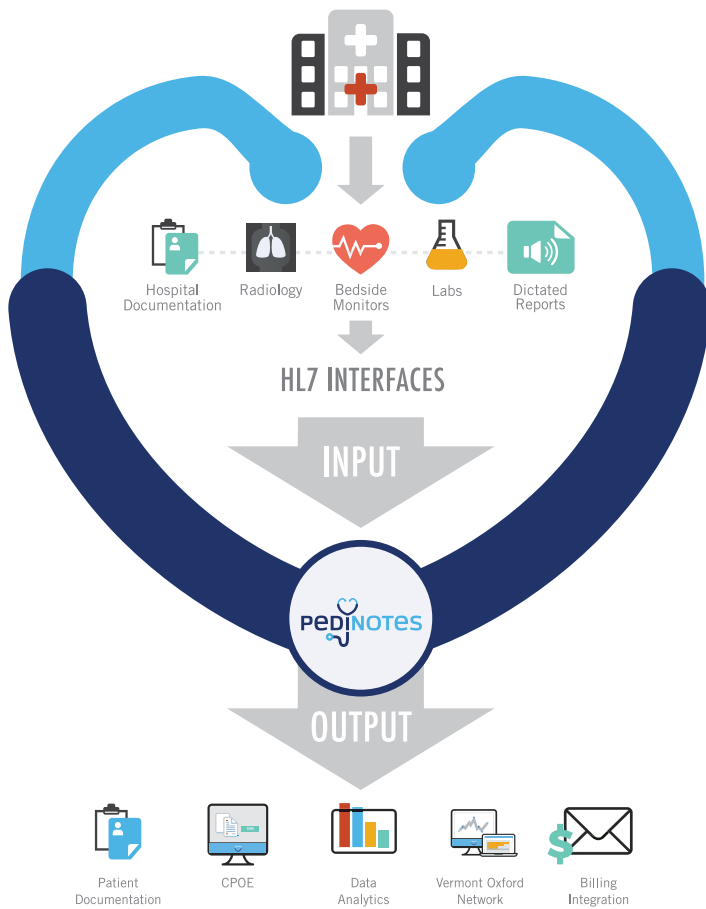 Hospital
Documentation
Radiology
Bedside
Monitors
Labs
Dictated
Reports
HL7 INTERFACES
INPUT
PEDINOTES
OUTPUT
Patient
Documentation
CPOE
Data
Analytics
Vermont Oxford
Network
Billing
Integration